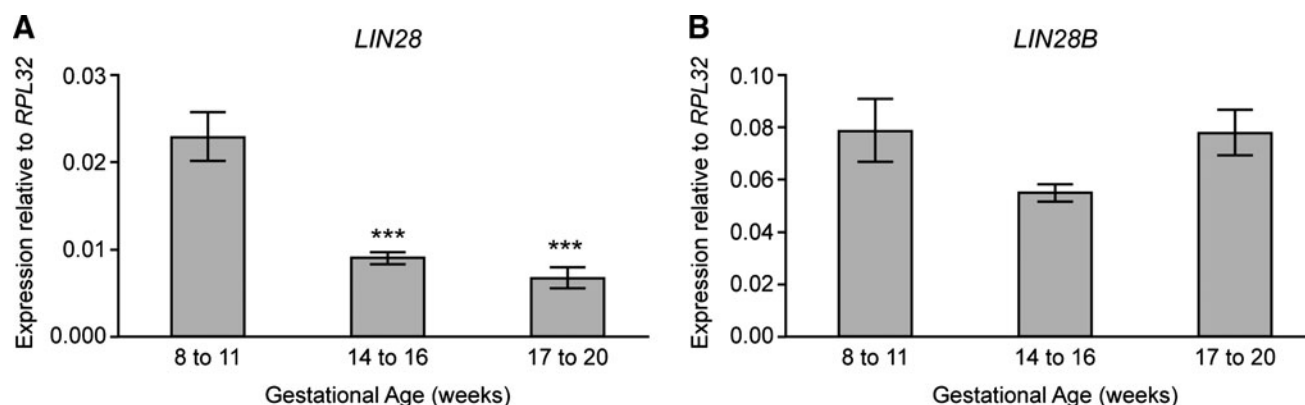 A
LIN28
Expression relative to RPL32
0.03
0.02
0.01
0.000
***
***
8 to 11
14 to 16
17 to 20
Gestational Age (weeks)
B
LIN28B
Expression relative to RPL32
0.10
0.08
0.06
0.04
0.02
0.00
8 to 11
14 to 16
17 to 20
Gestational Age (weeks)